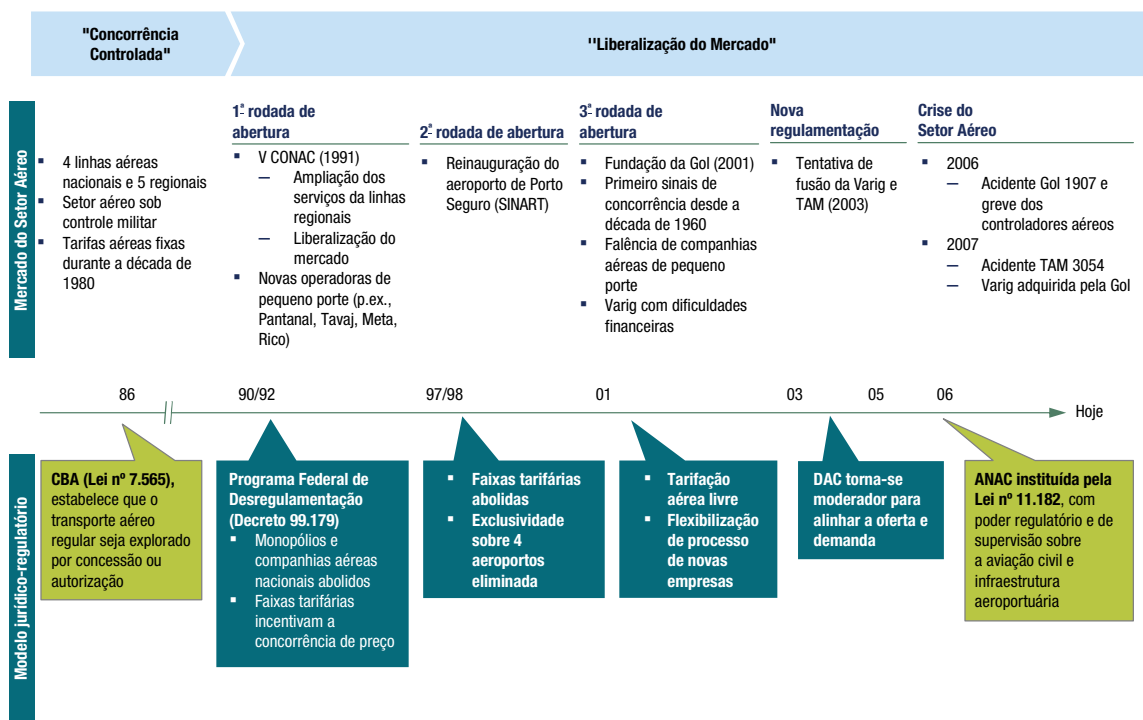 "Concorrência
Controlada"
''Liberalização do Mercado"
Mercado do Setor Aéreo
▪ 4 linhas aéreas
nacionais e 5 regionais
▪ Setor aéreo sob
controle militar
▪ Tarifas aéreas fixas
durante a década de
1980
1ª rodada de
abertura
▪ V CONAC (1991)
— Ampliação dos
serviços da linhas
regionais
— Liberalização do
mercado
▪ Novas operadoras de
pequeno porte (p.ex.,
Pantanal, Tavaj, Meta,
Rico)
2ª rodada de abertura
▪ Reinauguração do
aeroporto de Porto
Seguro (SINART)
3ª rodada de
abertura
▪ Fundação da Gol (2001)
▪ Primeiro sinais de
concorrência desde a
década de 1960
▪ Falência de companhias
aéreas de pequeno
porte
▪ Varig com dificuldades
financeiras
Nova
regulamentação
▪ Tentativa de
fusão da Varig e
TAM (2003)
Crise do
Setor Aéreo
▪ 2006
— Acidente Gol 1907 e
greve dos
controladores aéreos
▪ 2007
— Acidente TAM 3054
— Varig adquirida pela Gol
86
90/92
97/98
01
03
05
06
Hoje
Modelo jurídico-regulatório
CBA (Lei nº 7.565),
estabelece que o
transporte aéreo
regular seja explorado
por concessão ou
autorização
Programa Federal de
Desregulamentação
(Decreto 99.179)
▪ Monopólios e
companhias aéreas
nacionais abolidos
▪ Faixas tarifárias
incentivam a
concorrência de preço
▪ Faixas tarifárias
abolidas
▪ Exclusividade
sobre 4
aeroportos
eliminada
▪ Tarifação
aérea livre
▪ Flexibilização
de processo
de novas
empresas
DAC torna-se
moderador para
alinhar a oferta e
demanda
ANAC instituída pela
Lei nº 11.182, com
poder regulatório e de
supervisão sobre
a aviação civil e
infraestrutura
aeroportuária